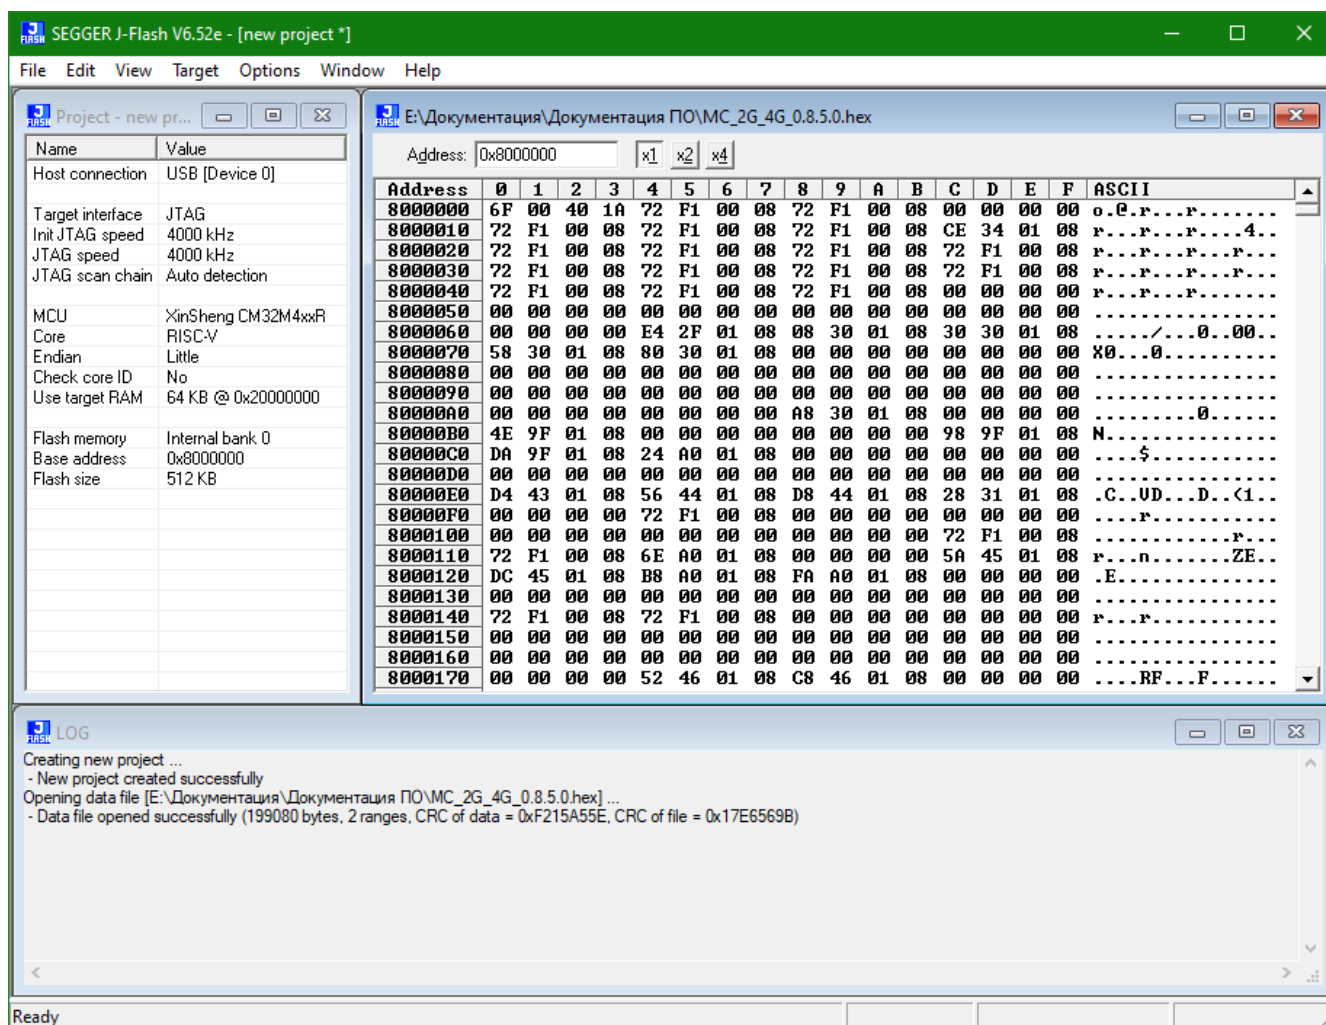 SEGGER J-Flash V6.52e - [new project *]
File Edit View Target Options Window Help
Project - new pr...
Name Value
Host connection USB [Device 0]
Target interface JTAG
Init JTAG speed 4000 kHz
JTAG speed 4000 kHz
JTAG scan chain Auto detection
MCU XinSheng CM32M4xxR
Core RISC-V
Endian Little
Check core ID No
Use target RAM 64 KB @ 0x20000000
Flash memory Internal bank 0
Base address 0x8000000
Flash size 512 KB
E:\Документация\Документация ПО\MC_2G_4G_0.8.5.0.hex
Address: 0x8000000 x1 x2 x4
Address 0 1 2 3 4 5 6 7 8 9 A B C D E F ASCII
8000000 6F 00 40 1A 72 F1 00 08 72 F1 00 08 00 00 00 00 o.@.r...r.......
8000010 72 F1 00 08 72 F1 00 08 72 F1 00 08 CE 34 01 08 r...r...r....4..
8000020 72 F1 00 08 72 F1 00 08 72 F1 00 08 72 F1 00 08 r...r...r...r...
8000030 72 F1 00 08 72 F1 00 08 72 F1 00 08 72 F1 00 08 r...r...r...r...
8000040 72 F1 00 08 72 F1 00 08 72 F1 00 08 00 00 00 00 r...r...r.......
8000050 00 00 00 00 00 00 00 00 00 00 00 00 00 00 00 00 ................
8000060 00 00 00 00 E4 2F 01 08 08 30 01 08 30 30 01 08 ...../...0..00..
8000070 58 30 01 08 80 30 01 08 00 00 00 00 00 00 00 00 X0...0..........
8000080 00 00 00 00 00 00 00 00 00 00 00 00 00 00 00 00 ................
8000090 00 00 00 00 00 00 00 00 00 00 00 00 00 00 00 00 ................
80000A0 00 00 00 00 00 00 00 00 A8 30 01 08 00 00 00 00 .........0......
80000B0 4E 9F 01 08 00 00 00 00 00 00 00 00 98 9F 01 08 N...............
80000C0 DA 9F 01 08 24 A0 01 08 00 00 00 00 00 00 00 00 ....$...........
80000D0 00 00 00 00 00 00 00 00 00 00 00 00 00 00 00 00 ................
80000E0 D4 43 01 08 56 44 01 08 D8 44 01 08 28 31 01 08 .C..VD...D..(1..
80000F0 00 00 00 00 72 F1 00 08 00 00 00 00 00 00 00 00 ....r...........
8000100 00 00 00 00 00 00 00 00 00 00 00 00 72 F1 00 08 ............r...
8000110 72 F1 00 08 6E A0 01 08 00 00 00 00 5A 45 01 08 r...n.......ZE..
8000120 DC 45 01 08 B8 A0 01 08 FA A0 01 08 00 00 00 00 .E..............
8000130 00 00 00 00 00 00 00 00 00 00 00 00 00 00 00 00 ................
8000140 72 F1 00 08 72 F1 00 08 00 00 00 00 00 00 00 00 r...r...........
8000150 00 00 00 00 00 00 00 00 00 00 00 00 00 00 00 00 ................
8000160 00 00 00 00 00 00 00 00 00 00 00 00 00 00 00 00 ................
8000170 00 00 00 00 52 46 01 08 C8 46 01 08 00 00 00 00 ....RF...F......
LOG
Creating new project ...
- New project created successfully
Opening data file [E:\Документация\Документация ПО\MC_2G_4G_0.8.5.0.hex] ...
- Data file opened successfully (199080 bytes, 2 ranges, CRC of data = 0xF215A55E, CRC of file = 0x17E6569B)
Ready